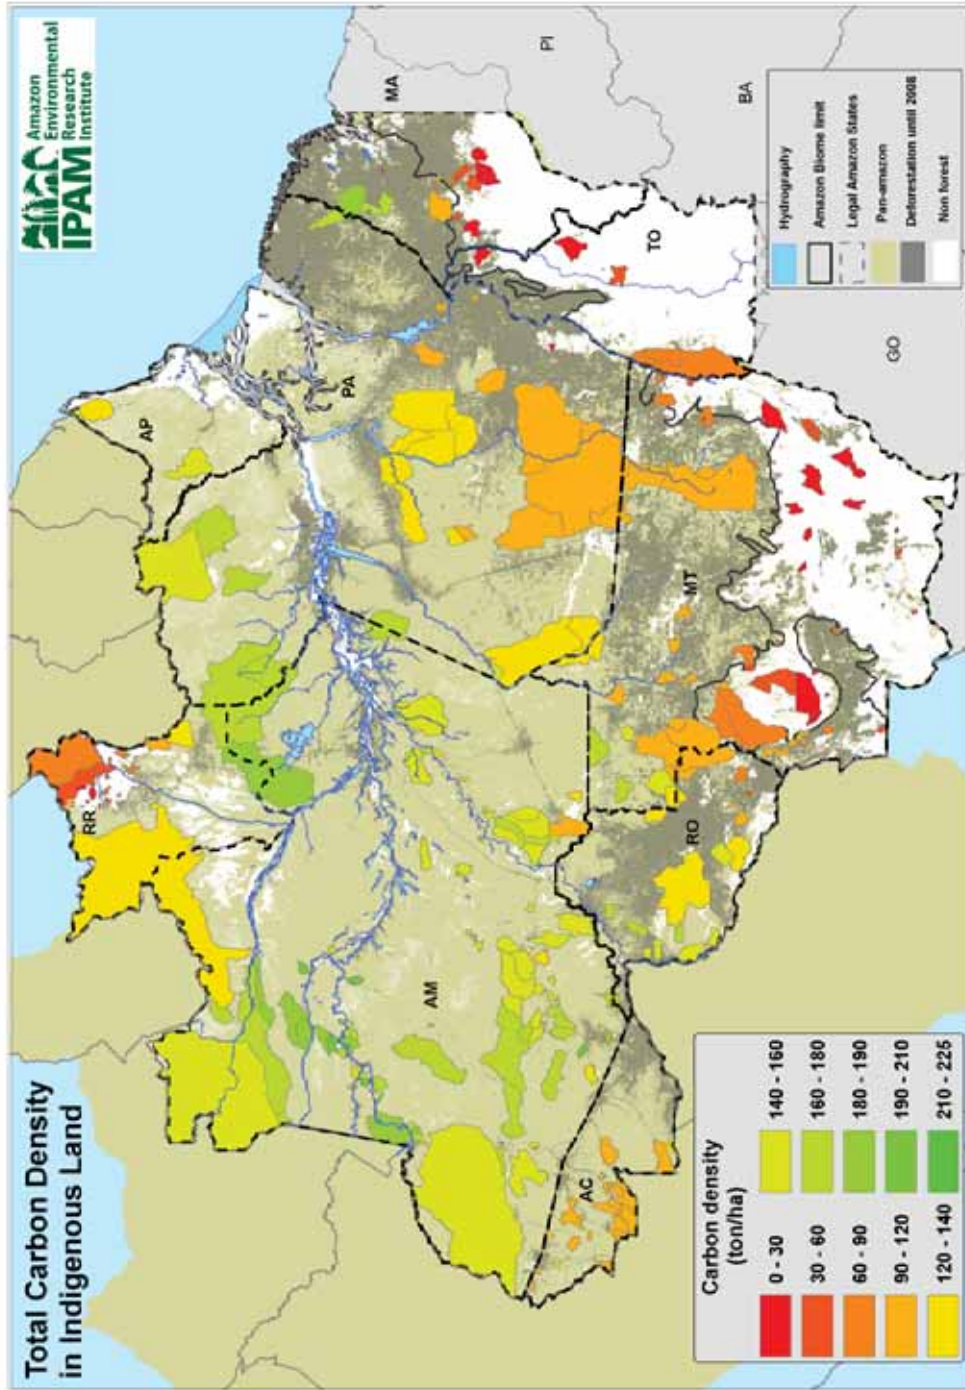 Total Carbon Density
in Indigenous Land
IPAM
Amazon
Environmental
Research
Institute
RR
AP
AM
PA
MA
PI
AC
RO
MT
TO
BA
GO
Carbon density
(ton/ha)
0 - 30
30 - 60
60 - 90
90 - 120
120 - 140
140 - 160
160 - 180
180 - 190
190 - 210
210 - 225
Hydrography
Amazon Biome limit
Legal Amazon States
Pan-amazon
Deforestation until 2008
Non forest